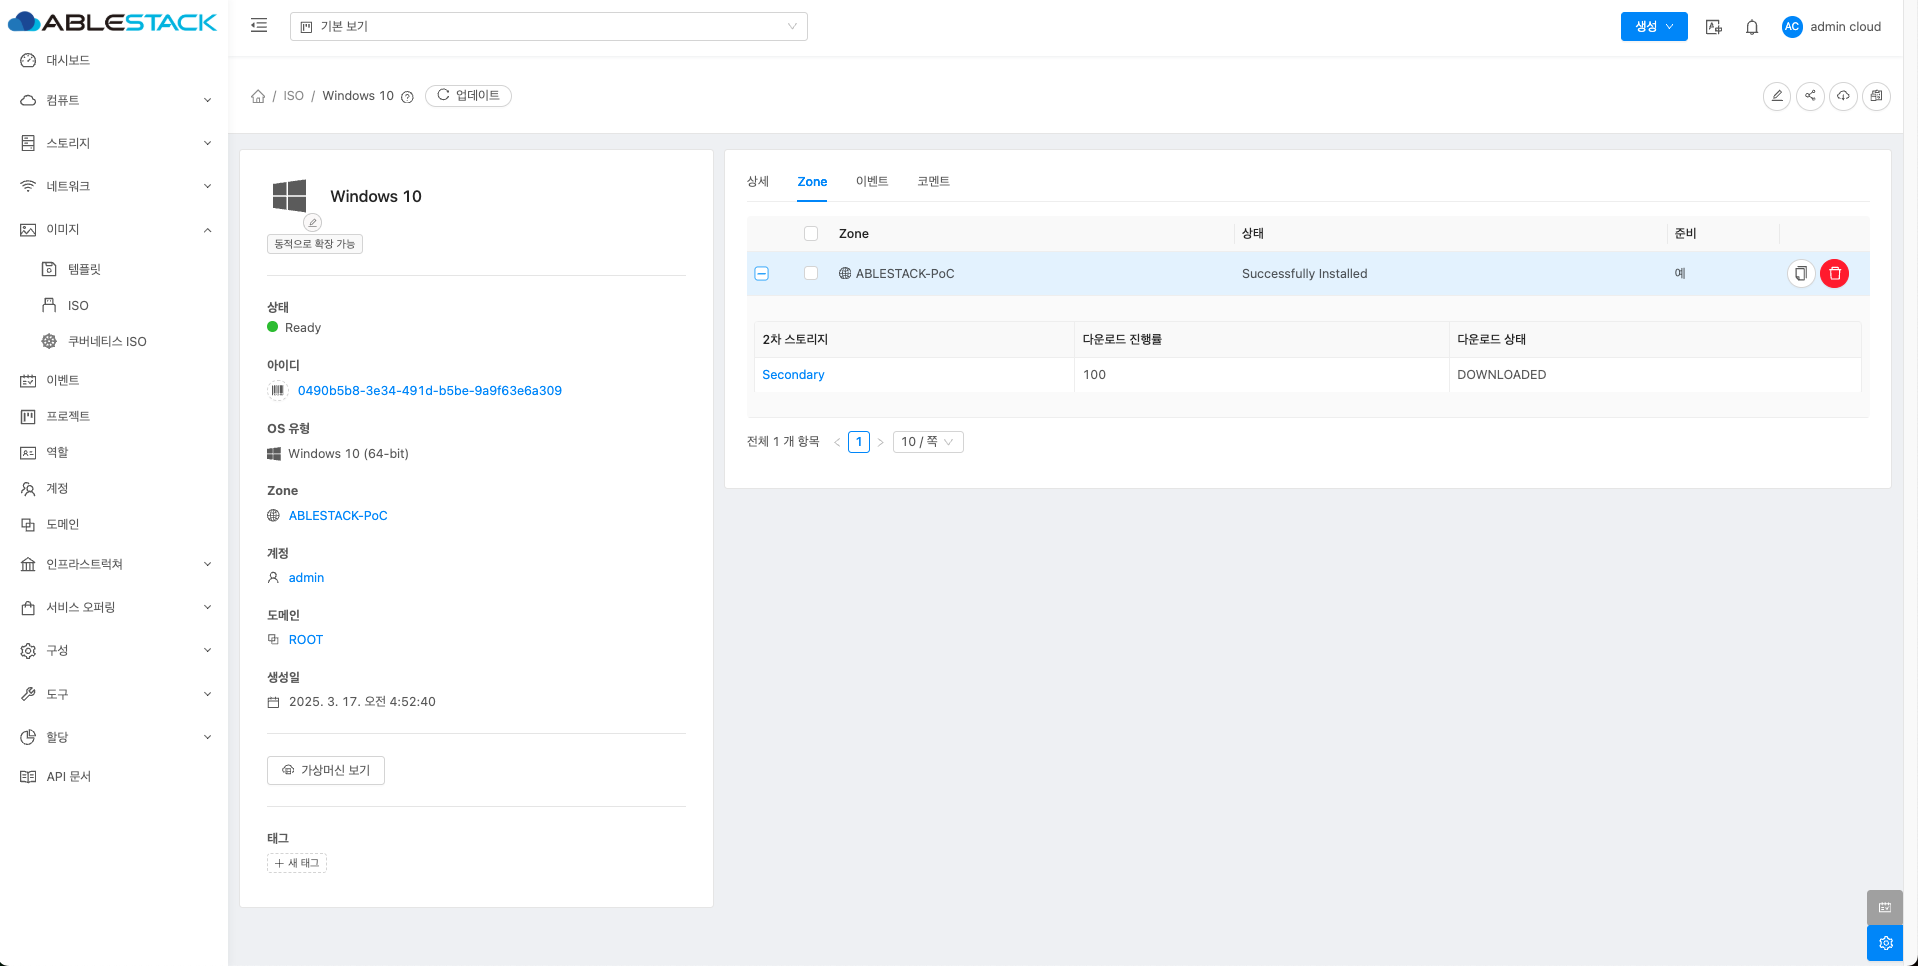 ABLESTACK
기본 보기
생성
AC
admin cloud
대시보드
컴퓨트
스토리지
네트워크
이미지
템플릿
ISO
쿠버네티스 ISO
이벤트
프로젝트
역할
계정
도메인
인프라스트럭쳐
서비스 오퍼링
구성
도구
할당
API 문서
/ ISO / Windows 10
업데이트
Windows 10
동적으로 확장 가능
상태
Ready
아이디
0490b5b8-3e34-491d-b5be-9a9f63e6a309
OS 유형
Windows 10 (64-bit)
Zone
ABLESTACK-PoC
계정
admin
도메인
ROOT
생성일
2025. 3. 17. 오전 4:52:40
가상머신 보기
태그
+ 새 태그
상세 Zone 이벤트 코멘트
Zone 상태 준비
ABLESTACK-PoC Successfully Installed 예
2차 스토리지 다운로드 진행률 다운로드 상태
Secondary 100 DOWNLOADED
전체 1 개 항목 < 1 > 10 / 쪽